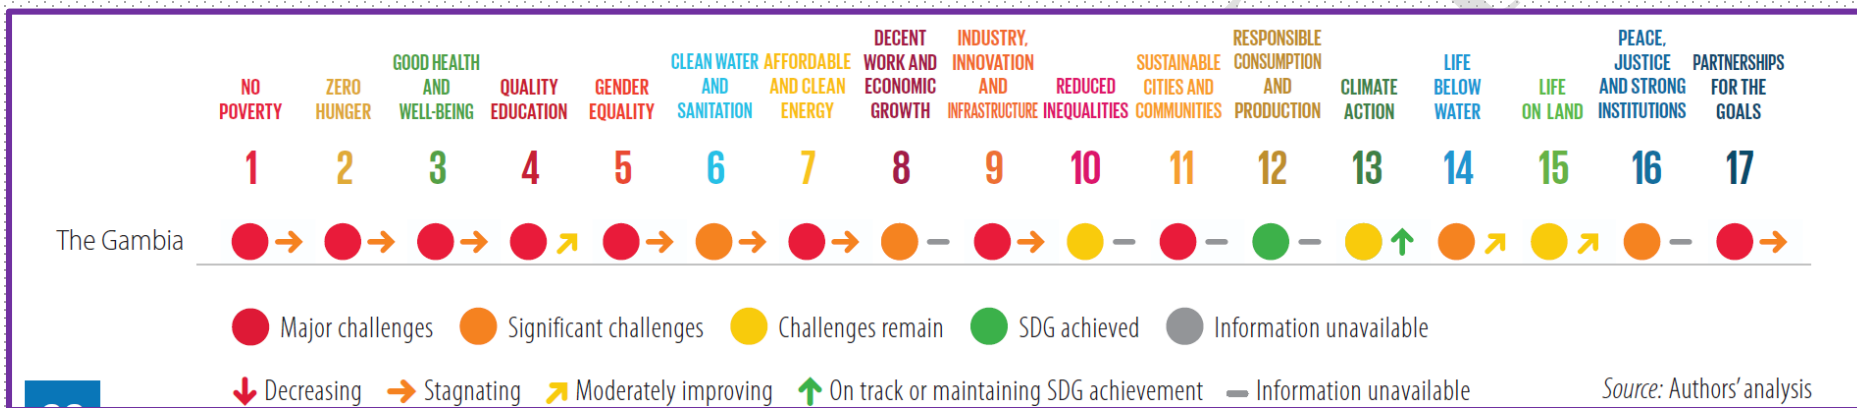 NO POVERTY
ZERO HUNGER
GOOD HEALTH AND WELL-BEING
QUALITY EDUCATION
GENDER EQUALITY
CLEAN WATER AND SANITATION
AFFORDABLE AND CLEAN ENERGY
DECENT WORK AND ECONOMIC GROWTH
INDUSTRY, INNOVATION AND INFRASTRUCTURE
REDUCED INEQUALITIES
SUSTAINABLE CITIES AND COMMUNITIES
RESPONSIBLE CONSUMPTION AND PRODUCTION
CLIMATE ACTION
LIFE BELOW WATER
LIFE ON LAND
PEACE, JUSTICE AND STRONG INSTITUTIONS
PARTNERSHIPS FOR THE GOALS
1 2 3 4 5 6 7 8 9 10 11 12 13 14 15 16 17
The Gambia
Major challenges Significant challenges Challenges remain SDG achieved Information unavailable
Decreasing Stagnating Moderately improving On track or maintaining SDG achievement Information unavailable Source: Authors' analysis